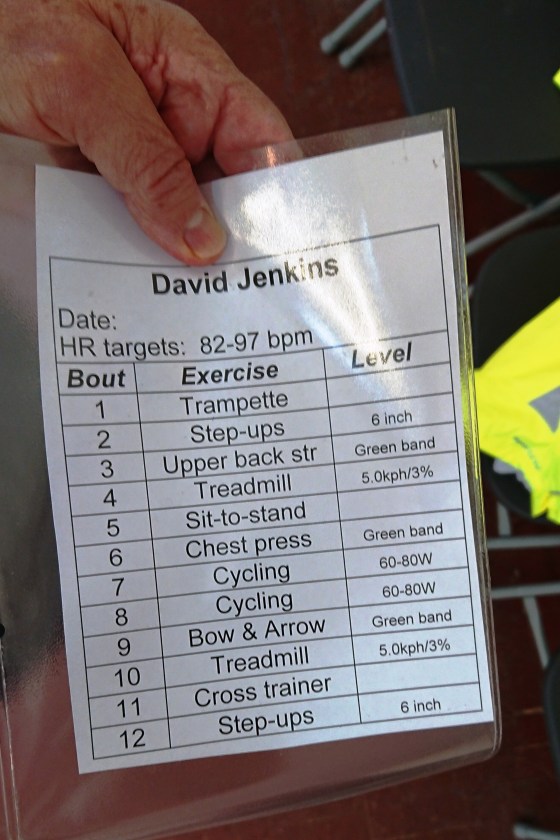 David Jenkins
Date:
HR targets: 82-97 bpm
Bout Exercise Level
1 Trampette
2 Step-ups 6 inch
3 Upper back str Green band
4 Treadmill 5.0kph/3%
5 Sit-to-stand
6 Chest press Green band
7 Cycling 60-80W
8 Cycling 60-80W
9 Bow & Arrow Green band
10 Treadmill 5.0kph/3%
11 Cross trainer
12 Step-ups 6 inch